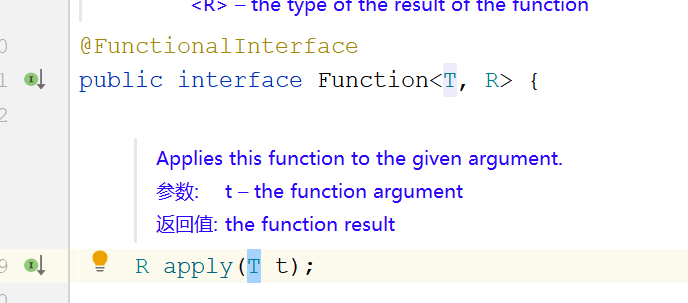 <R> – the type of the result of the function
0 @FunctionalInterface
1 public interface Function<T, R> {
2
Applies this function to the given argument.
参数: t – the function argument
返回值: the function result
9 R apply(T t);
0